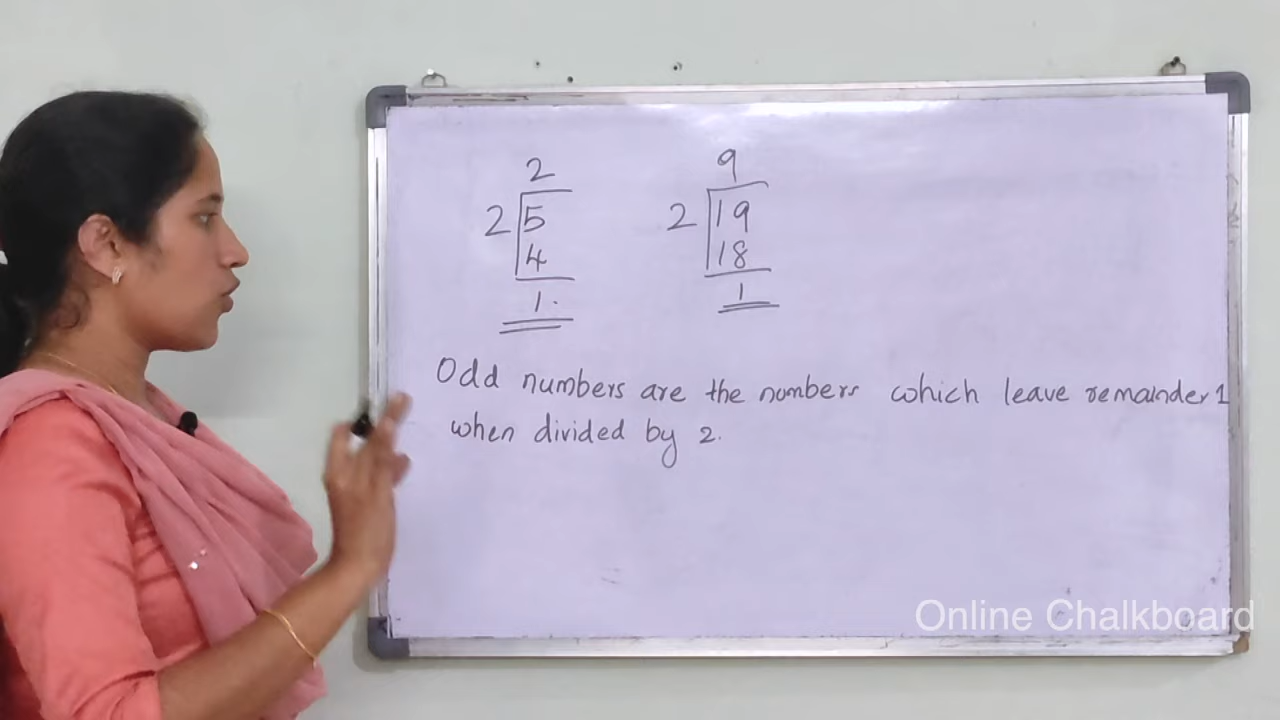 2
2 5
4
1.
9
2 19
18
1
Odd numbers are the numbers which leave remainder 1
when divided by 2.
Online Chalkboard